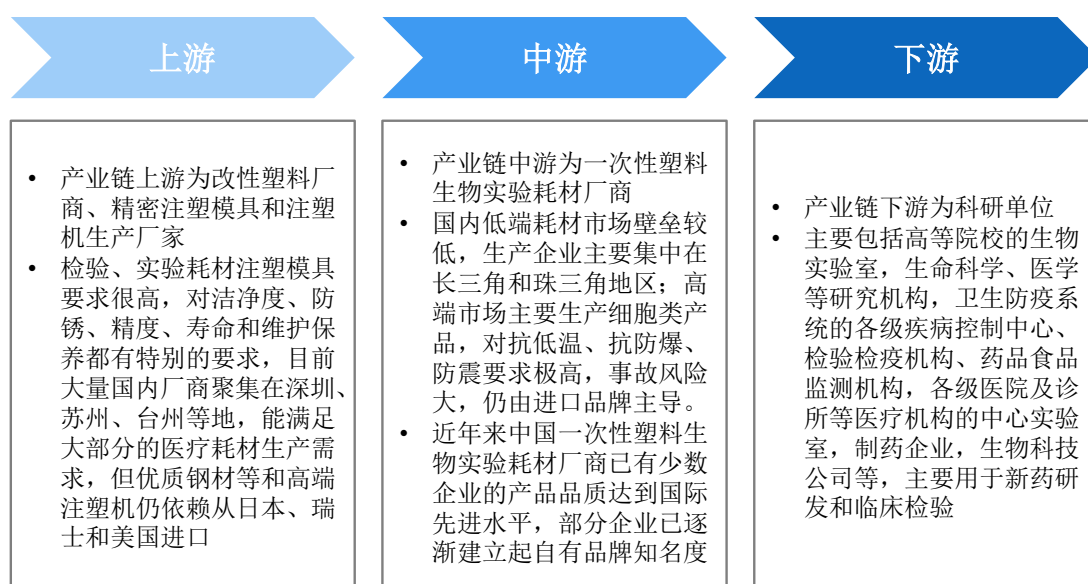 上游
• 产业链上游为改性塑料厂
商、精密注塑模具和注塑
机生产厂家
• 检验、实验耗材注塑模具
要求很高，对洁净度、防
锈、精度、寿命和维护保
养都有特别的要求，目前
大量国内厂商聚集在深圳、
苏州、台州等地，能满足
大部分的医疗耗材生产需
求，但优质钢材等和高端
注塑机仍依赖从日本、瑞
士和美国进口
中游
• 产业链中游为一次性塑料
生物实验耗材厂商
• 国内低端耗材市场壁垒较
低，生产企业主要集中在
长三角和珠三角地区；高
端市场主要生产细胞类产
品，对抗低温、抗防爆、
防震要求极高，事故风险
大，仍由进口品牌主导。
• 近年来中国一次性塑料生
物实验耗材厂商已有少数
企业的产品品质达到国际
先进水平，部分企业已逐
渐建立起自有品牌知名度
下游
• 产业链下游为科研单位
• 主要包括高等院校的生物
实验室，生命科学、医学
等研究机构，卫生防疫系
统的各级疾病控制中心、
检验检疫机构、药品食品
监测机构，各级医院及诊
所等医疗机构的中心实验
室，制药企业，生物科技
公司等，主要用于新药研
发和临床检验